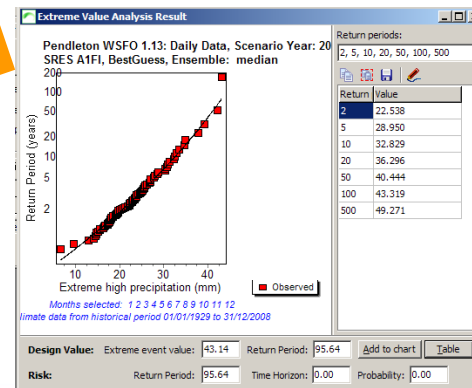 Extreme Value Analysis Result
Pendleton WSFO 1.13: Daily Data, Scenario Year: 20
SRES A1FI, BestGuess, Ensemble: median
Return Period (years)
200
100
50
20
10
5
2
10 20 30 40
Extreme high precipitation (mm)
Observed
Months selected: 1 2 3 4 5 6 7 8 9 10 11 12
limate data from historical period 01/01/1929 to 31/12/2008
Return periods:
2, 5, 10, 20, 50, 100, 500
Return Value
2 22.538
5 28.950
10 32.829
20 36.296
50 40.444
100 43.319
500 49.271
Design Value: Extreme event value: 43.14 Return Period: 95.64 Add to chart Table
Risk: Return Period: 95.64 Time Horizon: 0.00 Probability: 0.00